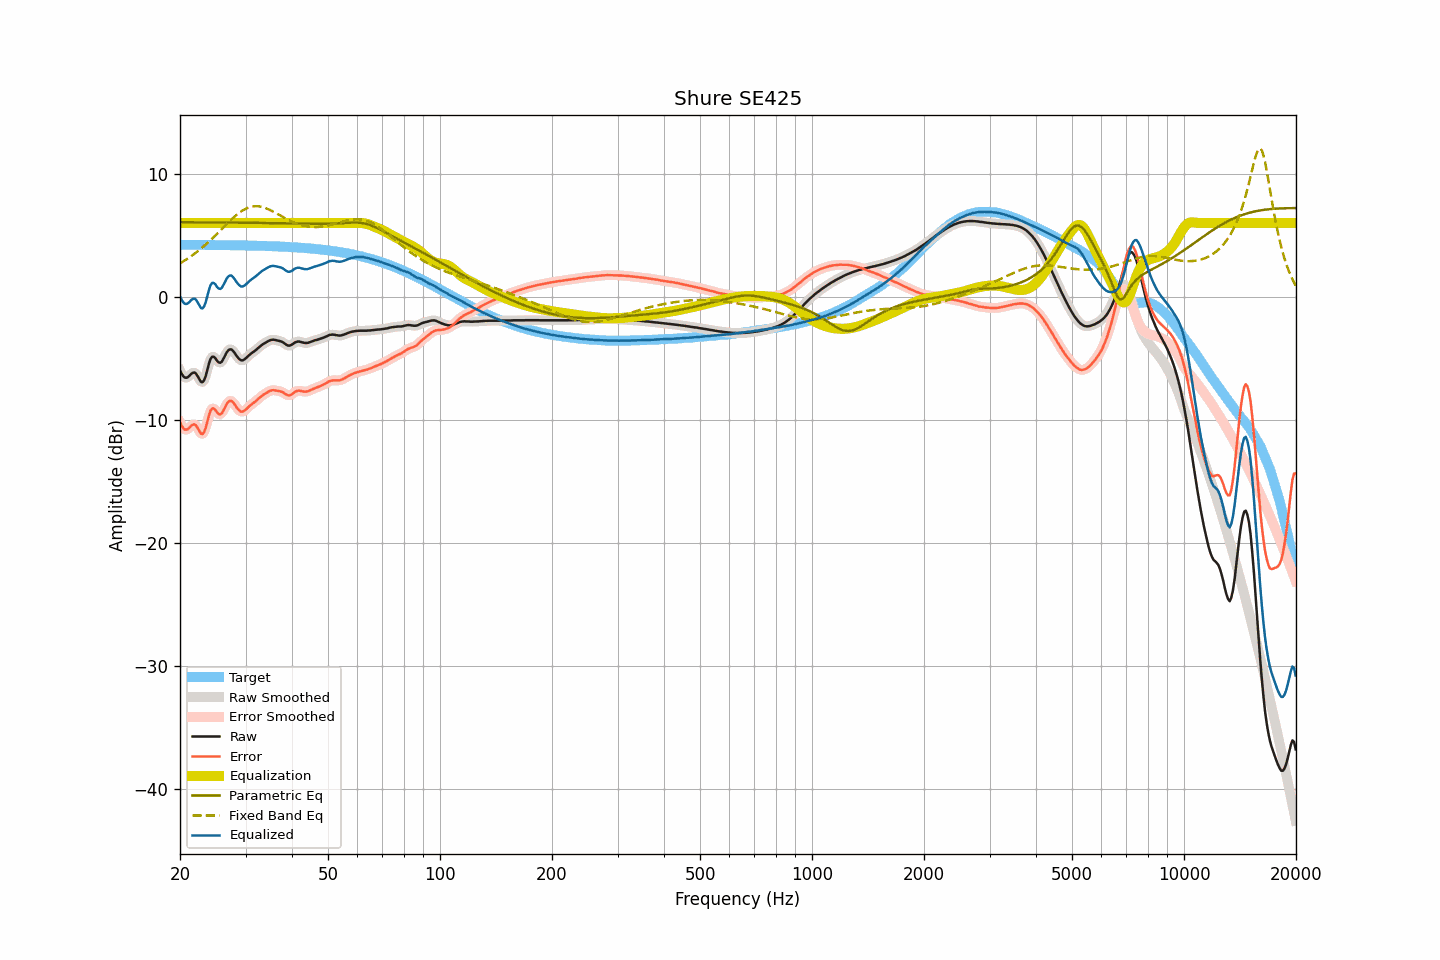 Shure SE425
Amplitude (dBr)
10
0
−10
−20
−30
−40
Target
Raw Smoothed
Error Smoothed
Raw
Error
Equalization
Parametric Eq
Fixed Band Eq
Equalized
20 50 100 200 500 1000 2000 5000 10000 20000
Frequency (Hz)